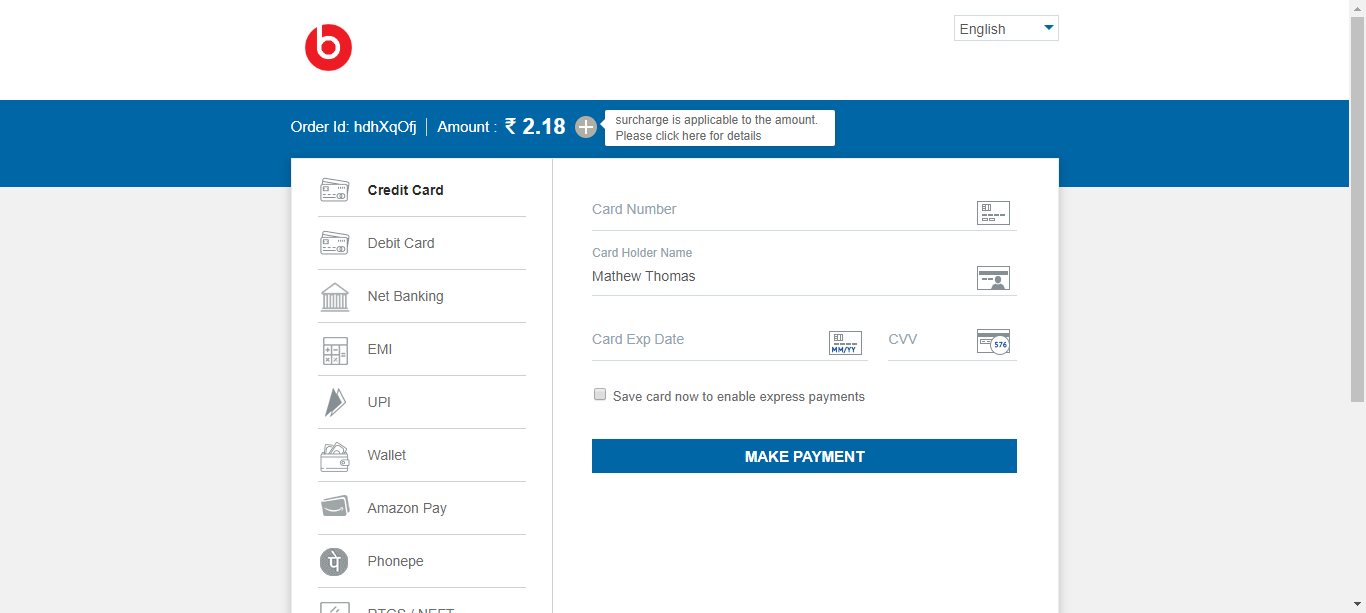 b
English
Order Id: hdhXqOfj
Amount : ₹ 2.18
surcharge is applicable to the amount.
Please click here for details
Credit Card
Debit Card
Net Banking
EMI
UPI
Wallet
Amazon Pay
Phonepe
RTGS / NEFT
Card Number
Card Holder Name
Mathew Thomas
Card Exp Date
MM/YY
CVV
576
Save card now to enable express payments
MAKE PAYMENT